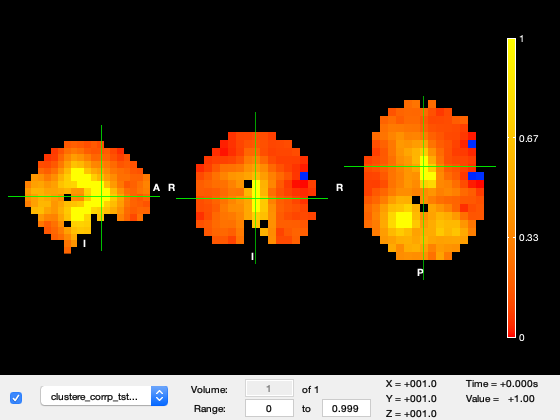 1
0.67
A R R
0.33
I
I
P
0
clustere_corrp_tst...
Volume: 1 of 1
Range: 0 to 0.999
X = +001.0
Y = +001.0
Z = +001.0
Time = +0.000s
Value = +1.00